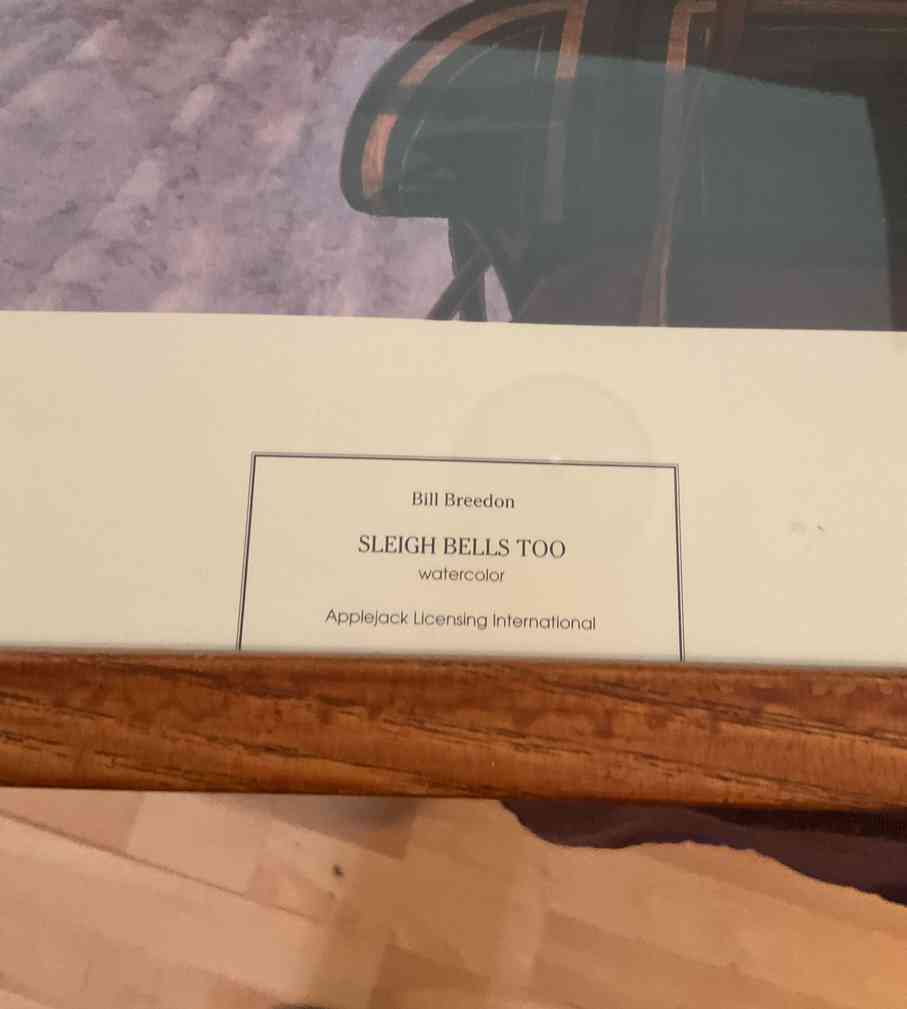 Bill Breedon
SLEIGH BELLS TOO
watercolor
Applejack Licensing International